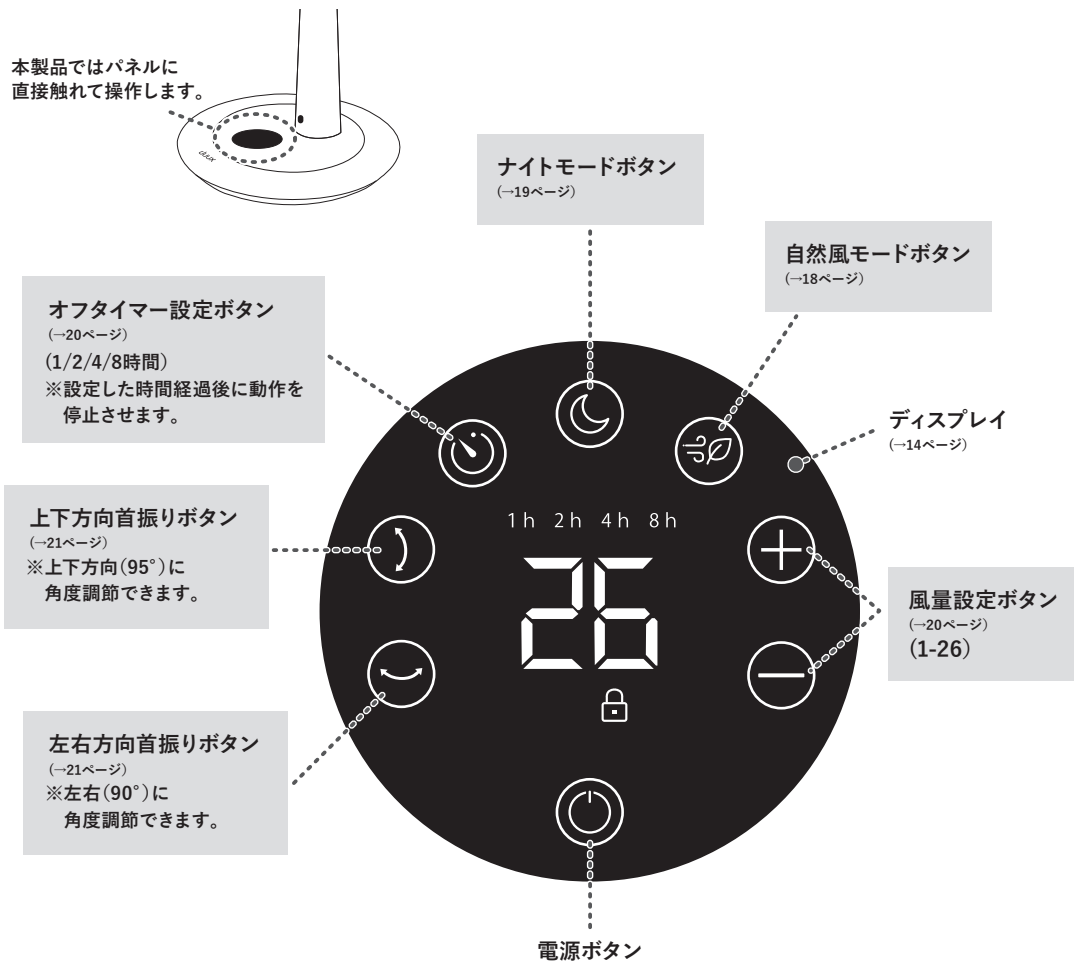 本製品ではパネルに
直接触れて操作します。
ナイトモードボタン
(→19ページ)
自然風モードボタン
(→18ページ)
オフタイマー設定ボタン
(→20ページ)
(1/2/4/8時間)
※設定した時間経過後に動作を
停止させます。
ディスプレイ
(→14ページ)
上下方向首振りボタン
(→21ページ)
※上下方向(95°)に
角度調節できます。
1h 2h 4h 8h
26
風量設定ボタン
(→20ページ)
(1-26)
左右方向首振りボタン
(→21ページ)
※左右(90°)に
角度調節できます。
電源ボタン